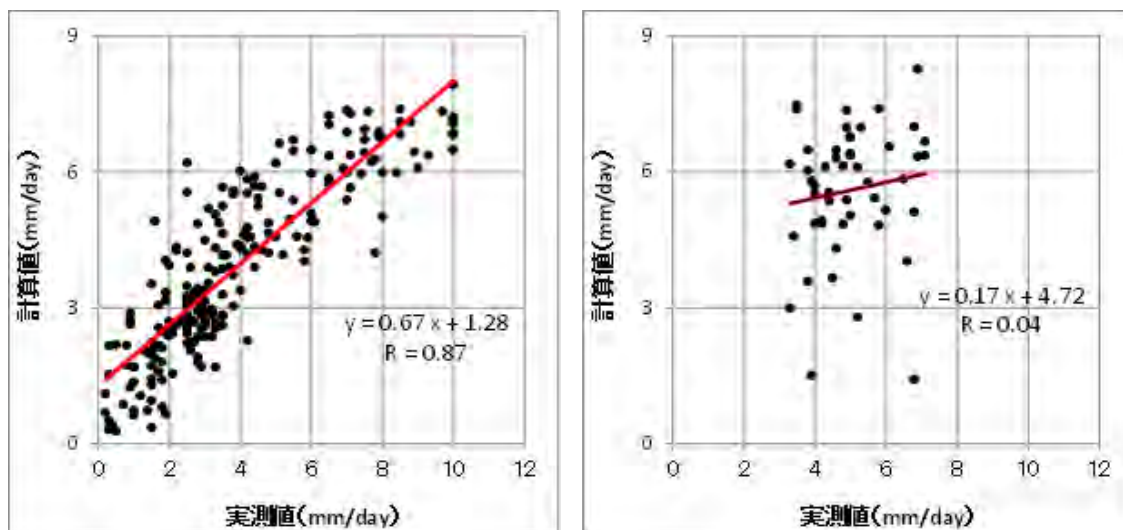 計算値(mm/day)
9
6
3
0
y = 0.67 x + 1.28
R = 0.87
0 2 4 6 8 10 12
実測値(mm/day)
計算値(mm/day)
9
6
3
0
y = 0.17 x + 4.72
R = 0.04
0 2 4 6 8 10 12
実測値(mm/day)